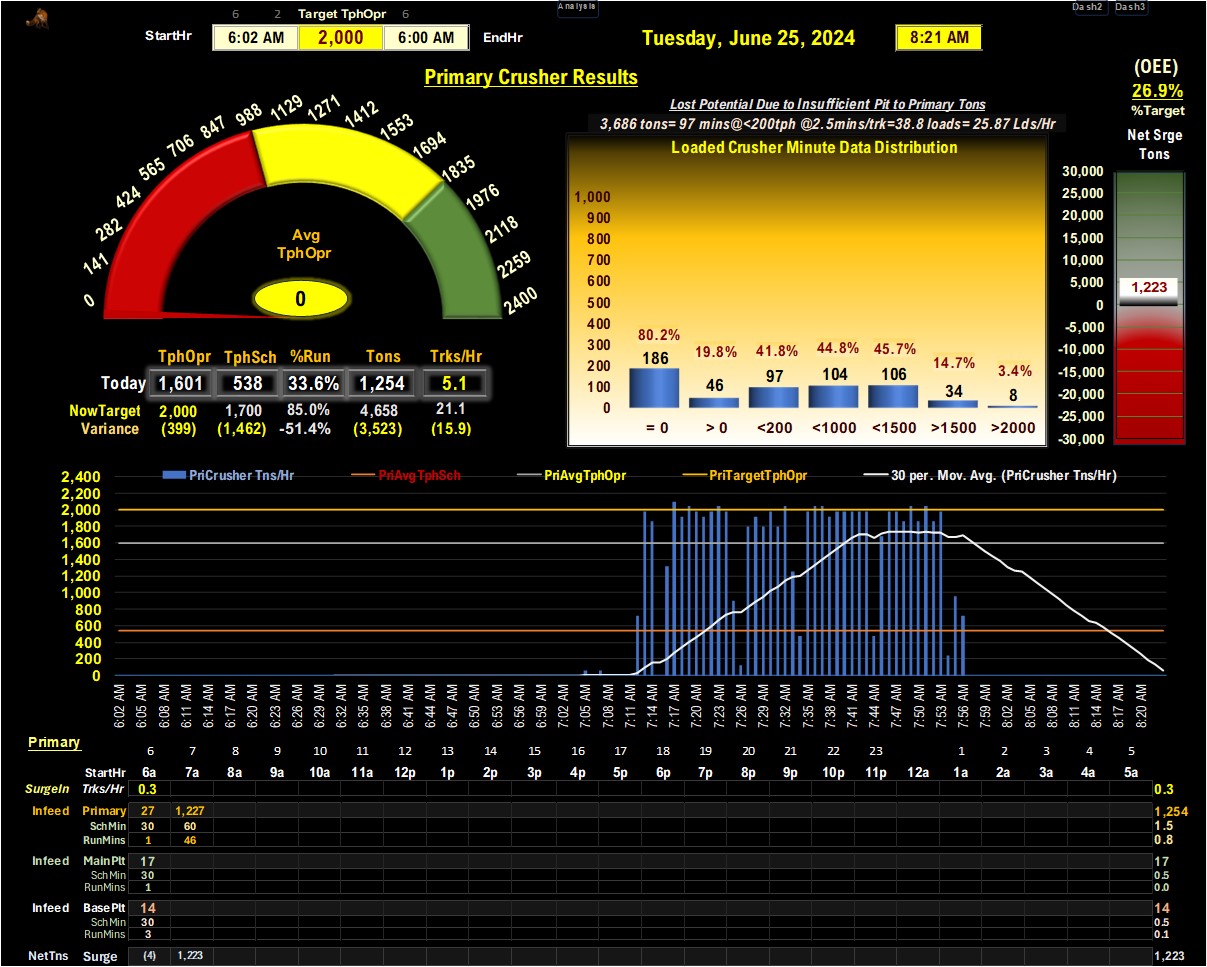 6 2 Target TphOpr 6
Analysis
Dash2 Dash3
StartHr 6:02 AM 2,000 6:00 AM EndHr
Tuesday, June 25, 2024 8:21 AM
Primary Crusher Results
(OEE)
26.9%
%Target
Net Srge
Tons
Lost Potential Due to Insufficient Pit to Primary Tons
3,686 tons= 97 mins@<200tph @2.5mins/trk=38.8 loads= 25.87 Lds/Hr
0 141 282 424 565 706 847 988 1129 1271 1412 1553 1694 1835 1976 2118 2259 2400
Avg
TphOpr
0
Loaded Crusher Minute Data Distribution
1,000
900
800
700
600
500
400
300
200
100
0
80.2% 19.8% 41.8% 44.8% 45.7% 14.7% 3.4%
186 46 97 104 106 34 8
= 0 > 0 <200 <1000 <1500 >1500 >2000
30,000
25,000
20,000
15,000
10,000
5,000
0
-5,000
-10,000
-15,000
-20,000
-25,000
-30,000
1,223
TphOpr TphSch %Run Tons Trks/Hr
Today 1,601 538 33.6% 1,254 5.1
NowTarget 2,000 1,700 85.0% 4,658 21.1
Variance (399) (1,462) -51.4% (3,523) (15.9)
PriCrusher Tns/Hr PriAvgTphSch PriAvgTphOpr PriTargetTphOpr 30 per. Mov. Avg. (PriCrusher Tns/Hr)
2,400
2,200
2,000
1,800
1,600
1,400
1,200
1,000
800
600
400
200
0
6:02 AM 6:05 AM 6:08 AM 6:11 AM 6:14 AM 6:17 AM 6:20 AM 6:23 AM 6:26 AM 6:29 AM 6:32 AM 6:35 AM 6:38 AM 6:41 AM 6:44 AM 6:47 AM 6:50 AM 6:53 AM 6:56 AM 6:59 AM 7:02 AM 7:05 AM 7:08 AM 7:11 AM 7:14 AM 7:17 AM 7:20 AM 7:23 AM 7:26 AM 7:29 AM 7:32 AM 7:35 AM 7:38 AM 7:41 AM 7:44 AM 7:47 AM 7:50 AM 7:53 AM 7:56 AM 7:59 AM 8:02 AM 8:05 AM 8:08 AM 8:11 AM 8:14 AM 8:17 AM 8:20 AM
Primary
6 7 8 9 10 11 12 13 14 15 16 17 18 19 20 21 22 23 1 2 3 4 5
StartHr 6a 7a 8a 9a 10a 11a 12p 1p 2p 3p 4p 5p 6p 7p 8p 9p 10p 11p 12a 1a 2a 3a 4a 5a
SurgeIn Trks/Hr 0.3 0.3
Infeed Primary 27 1,227 1,254
SchMin 30 60 1.5
RunMins 1 46 0.8
Infeed MainPlt 17 17
SchMin 30 0.5
RunMins 1 0.0
Infeed BasePlt 14 14
SchMin 30 0.5
RunMins 3 0.1
NetTns Surge (4) 1,223 1,223